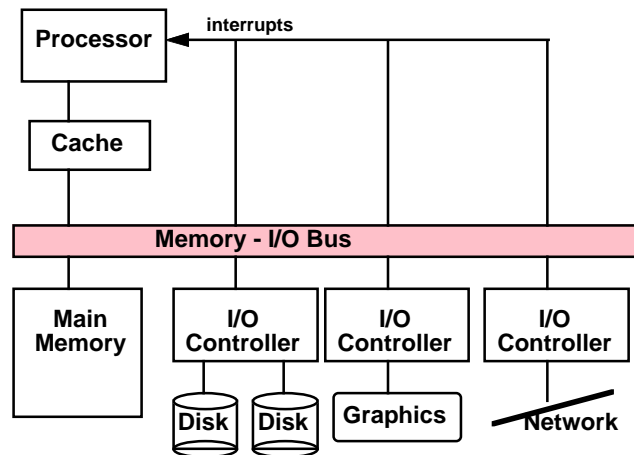 Processor
interrupts
Cache
Memory - I/O Bus
Main
Memory
I/O
Controller
I/O
Controller
I/O
Controller
Disk
Disk
Graphics
Network